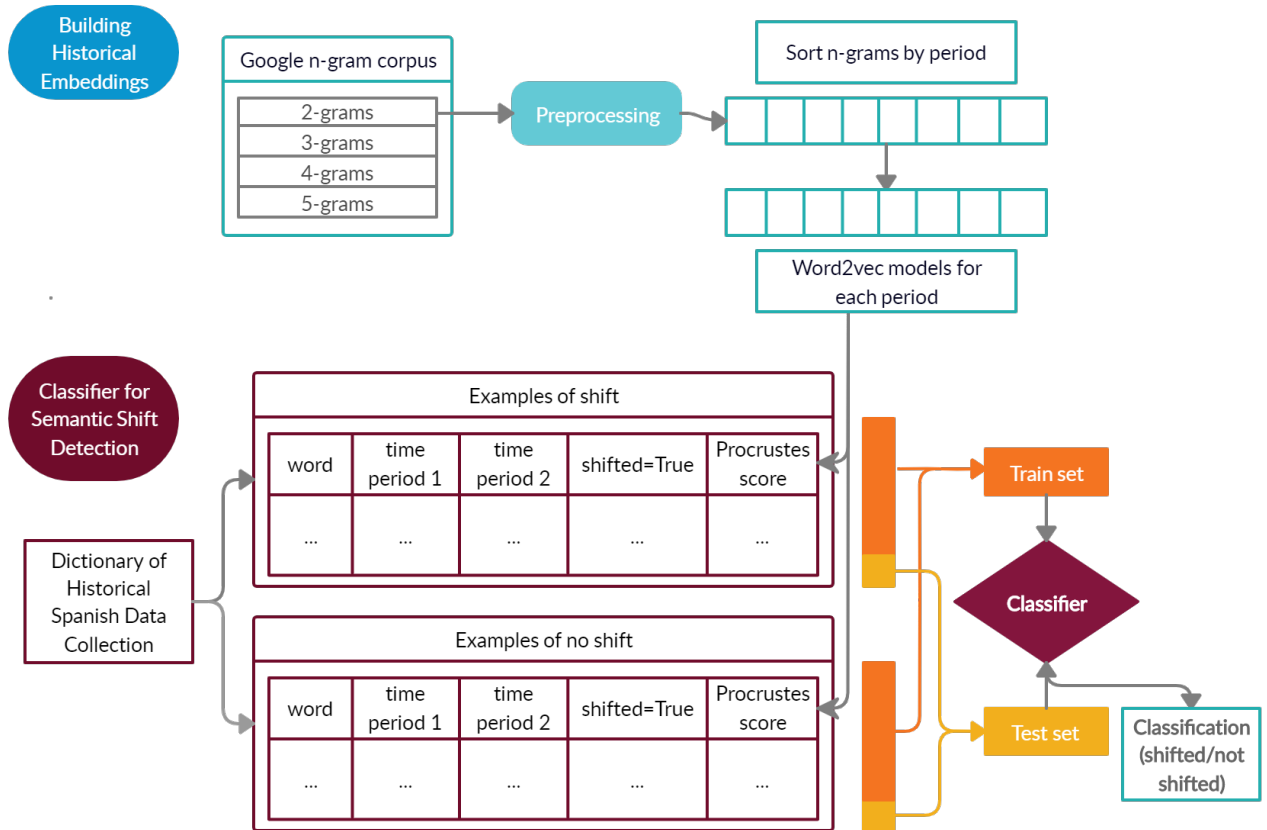 Building
Historical
Embeddings
Google n-gram corpus
2-grams
3-grams
4-grams
5-grams
Preprocessing
Sort n-grams by period
Word2vec models for
each period
Classifier for
Semantic Shift
Detection
Dictionary of
Historical
Spanish Data
Collection
Examples of shift
word
time
period 1
time
period 2
shifted=True
Procrustes
score
...
...
...
...
...
Examples of no shift
word
time
period 1
time
period 2
shifted=True
Procrustes
score
...
...
...
...
...
Train set
Classifier
Test set
Classification
(shifted/not
shifted)